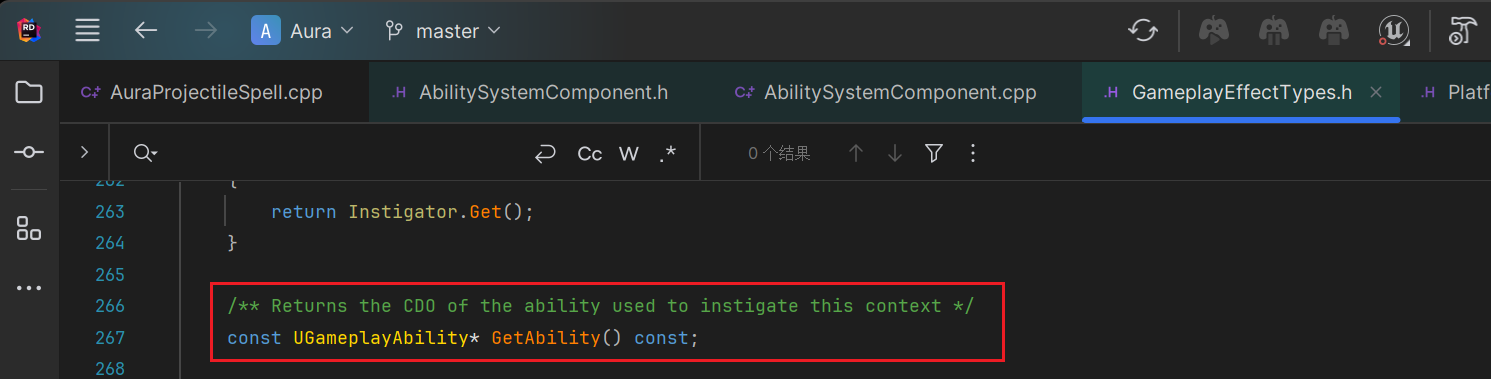 RD
A Aura master
AuraProjectileSpell.cpp AbilitySystemComponent.h AbilitySystemComponent.cpp GameplayEffectTypes.h Platf
Cc W .* 0 个结果
262 {
263 return Instigator.Get();
264 }
265
266 /** Returns the CDO of the ability used to instigate this context */
267 const UGameplayAbility* GetAbility() const;
268